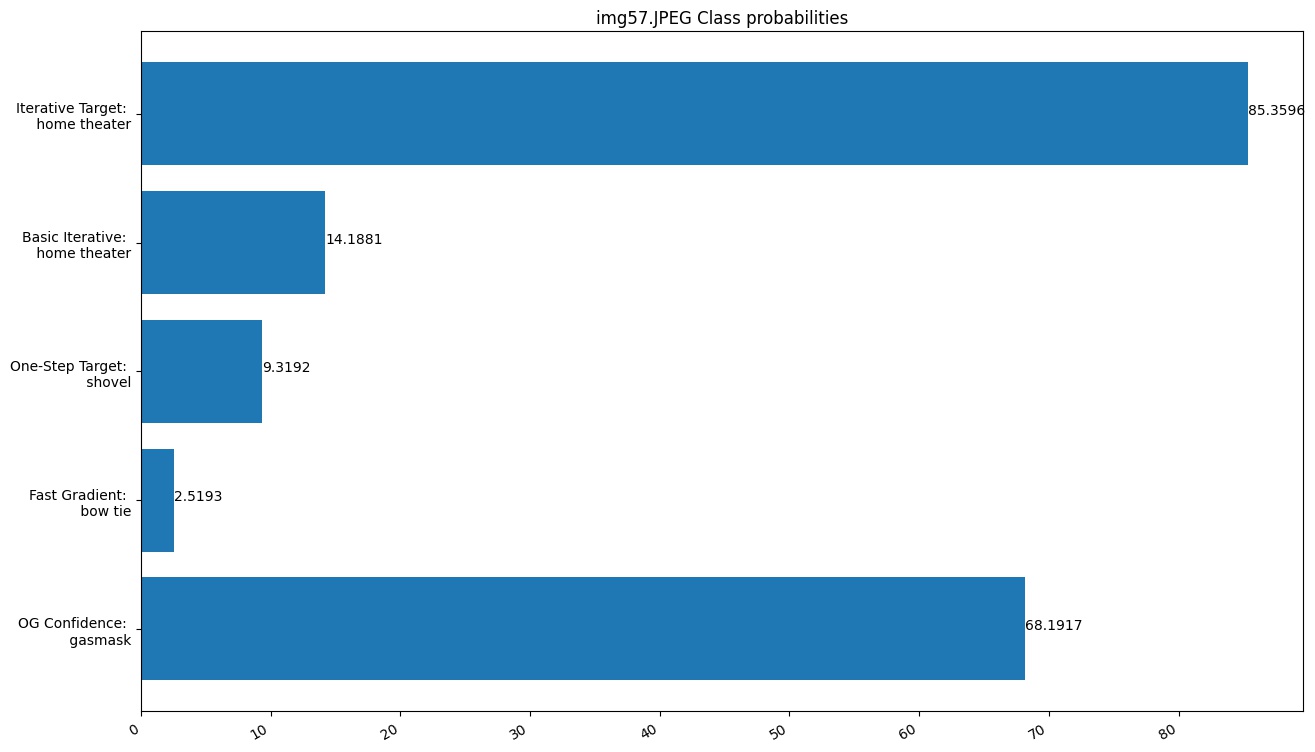 img57.JPEG Class probabilities
Iterative Target:
home theater
85.3596
Basic Iterative:
home theater
14.1881
One-Step Target:
shovel
9.3192
Fast Gradient:
bow tie
2.5193
OG Confidence:
gasmask
68.1917
0 10 20 30 40 50 60 70 80